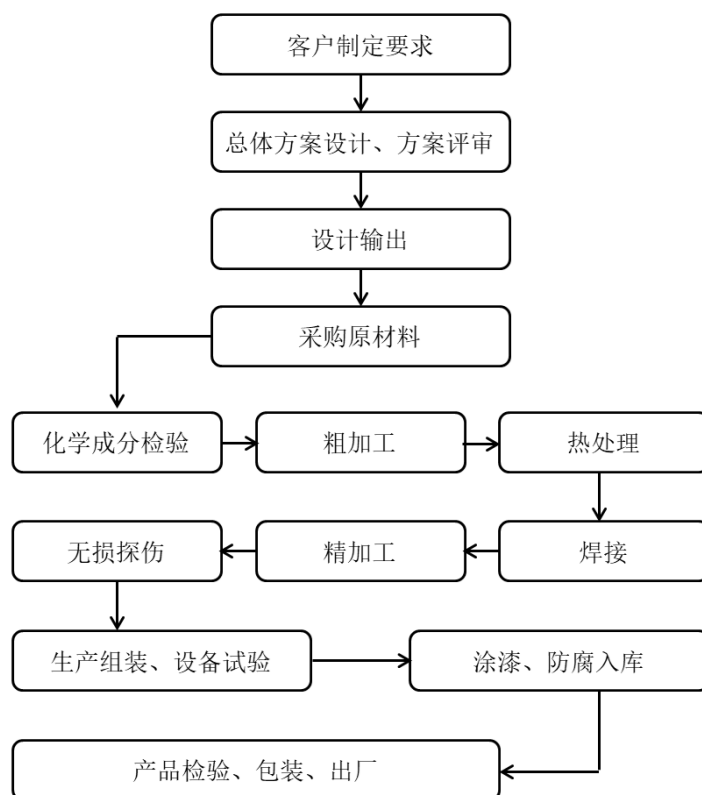 客户制定要求
总体方案设计、方案评审
设计输出
采购原材料
化学成分检验
粗加工
热处理
焊接
精加工
无损探伤
生产组装、设备试验
涂漆、防腐入库
产品检验、包装、出厂